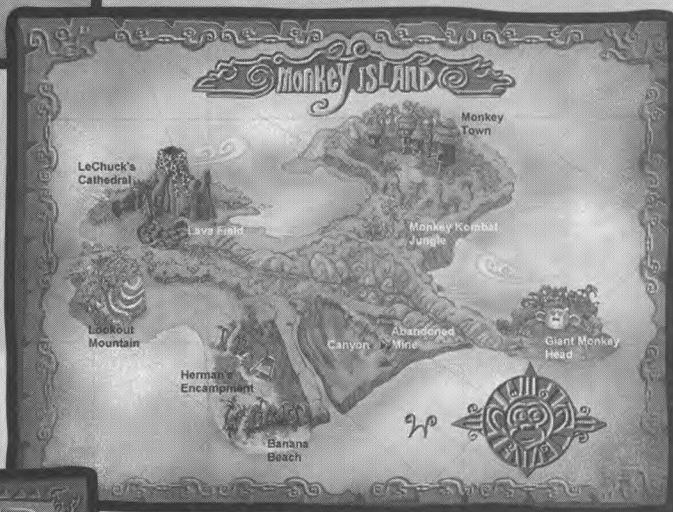 Monkey ISLAND
Monkey
Town
LeChuck's
Cathedral
Lava Field
Monkey Kombat
Jungle
Lookout
Mountain
Canyon
Abandoned
Mine
Giant Monkey
Head
Herman's
Encampment
Banana
Beach
W